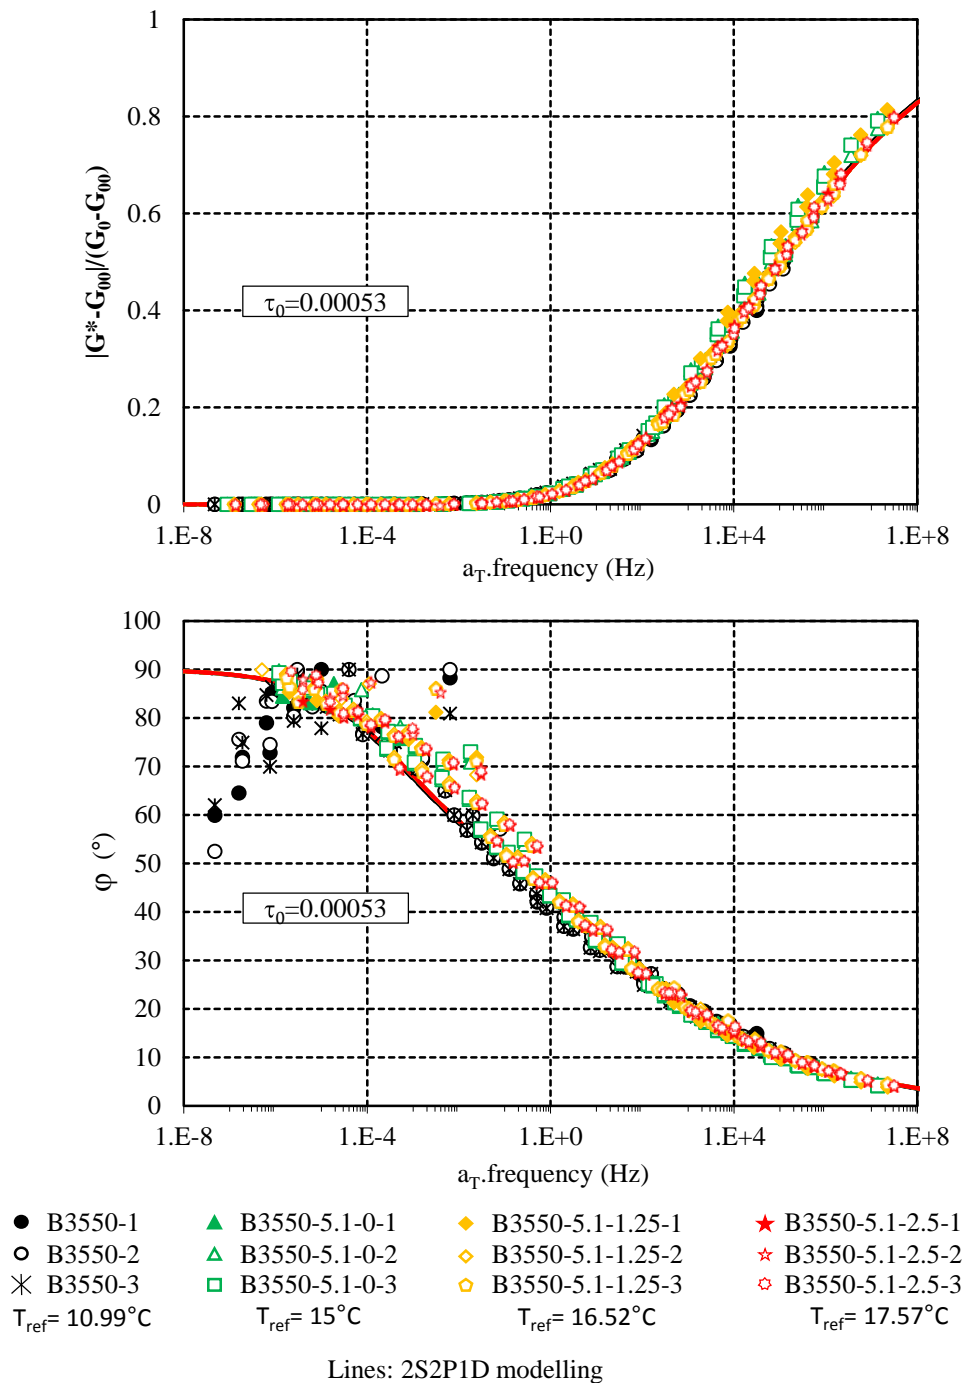 1
0.8
0.6
0.4
0.2
0
|G*-G00|/(G0-G00)
τ0=0.00053
1.E-8 1.E-4 1.E+0 1.E+4 1.E+8
aT.frequency (Hz)
100
90
80
70
60
50
40
30
20
10
0
φ (°)
τ0=0.00053
1.E-8 1.E-4 1.E+0 1.E+4 1.E+8
aT.frequency (Hz)
B3550-1 B3550-5.1-0-1 B3550-5.1-1.25-1 B3550-5.1-2.5-1
B3550-2 B3550-5.1-0-2 B3550-5.1-1.25-2 B3550-5.1-2.5-2
B3550-3 B3550-5.1-0-3 B3550-5.1-1.25-3 B3550-5.1-2.5-3
Tref= 10.99°C Tref= 15°C Tref= 16.52°C Tref= 17.57°C
Lines: 2S2P1D modelling